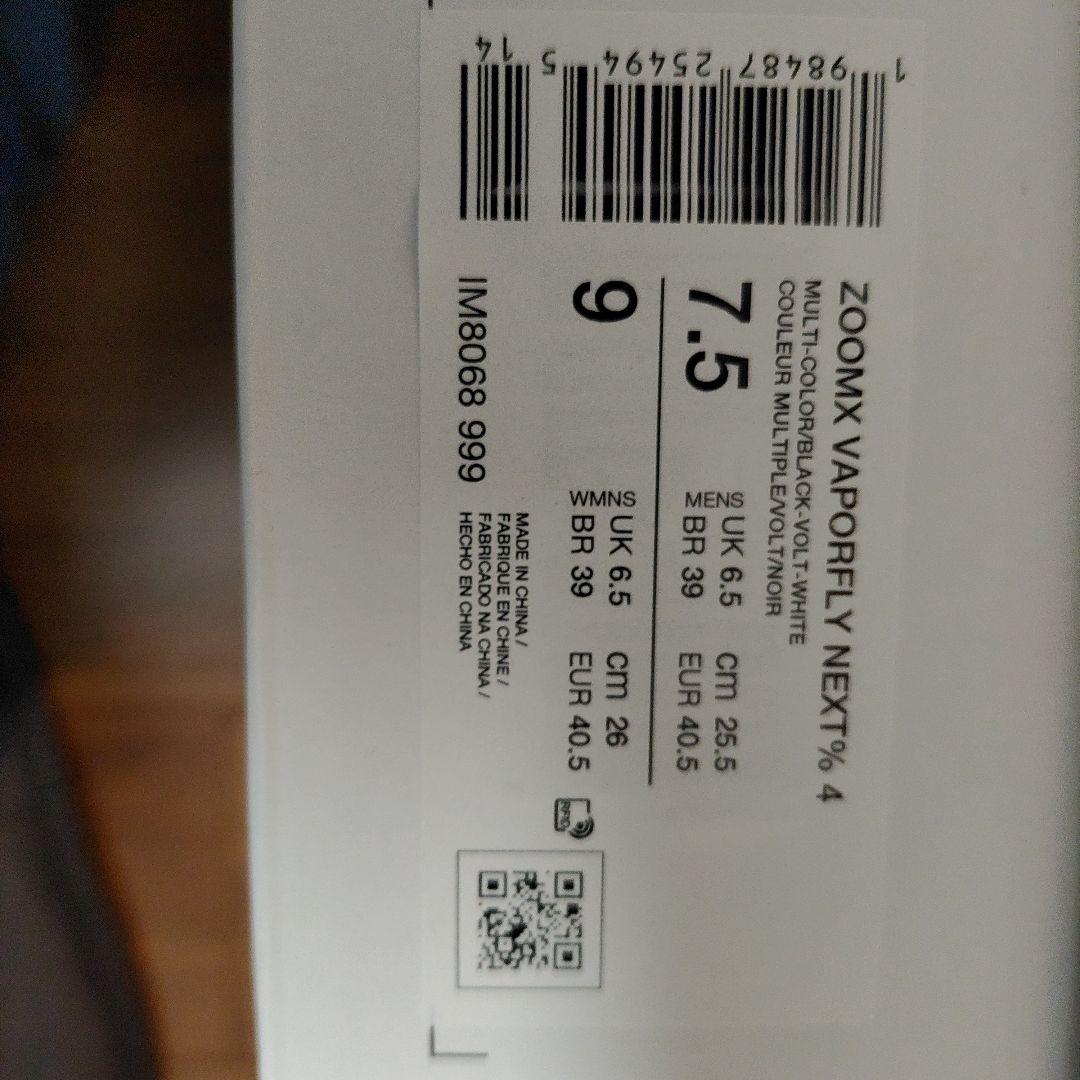 ZOOMX VAPORFLY NEXT% 4
MULTI-COLOR/BLACK-VOLT-WHITE
COULEUR MULTIPLE/VOLT/NOIR
7.5
MENS
UK 6.5 cm 25.5
BR 39 EUR 40.5
9
WMNS
UK 6.5 cm 26
BR 39 EUR 40.5
RFID
IM8068 999
MADE IN CHINA /
FABRIQUE EN CHINE /
FABRICADO NA CHINA /
HECHO EN CHINA
1 98487 25494 5 14